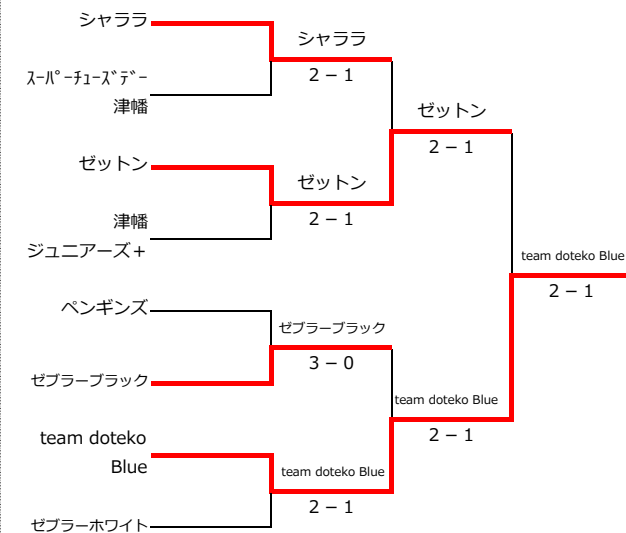 シャララ
ｽｰﾊﾟｰﾁｭｰｽﾞﾃﾞｰ
津幡
ゼットン
津幡
ジュニアーズ＋
ペンギンズ
ゼブラーブラック
team doteko
Blue
ゼブラーホワイト
シャララ
2 − 1
ゼットン
2 − 1
ゼブラーブラック
3 − 0
team doteko Blue
2 − 1
ゼットン
2 − 1
team doteko Blue
2 − 1
team doteko Blue
2 − 1